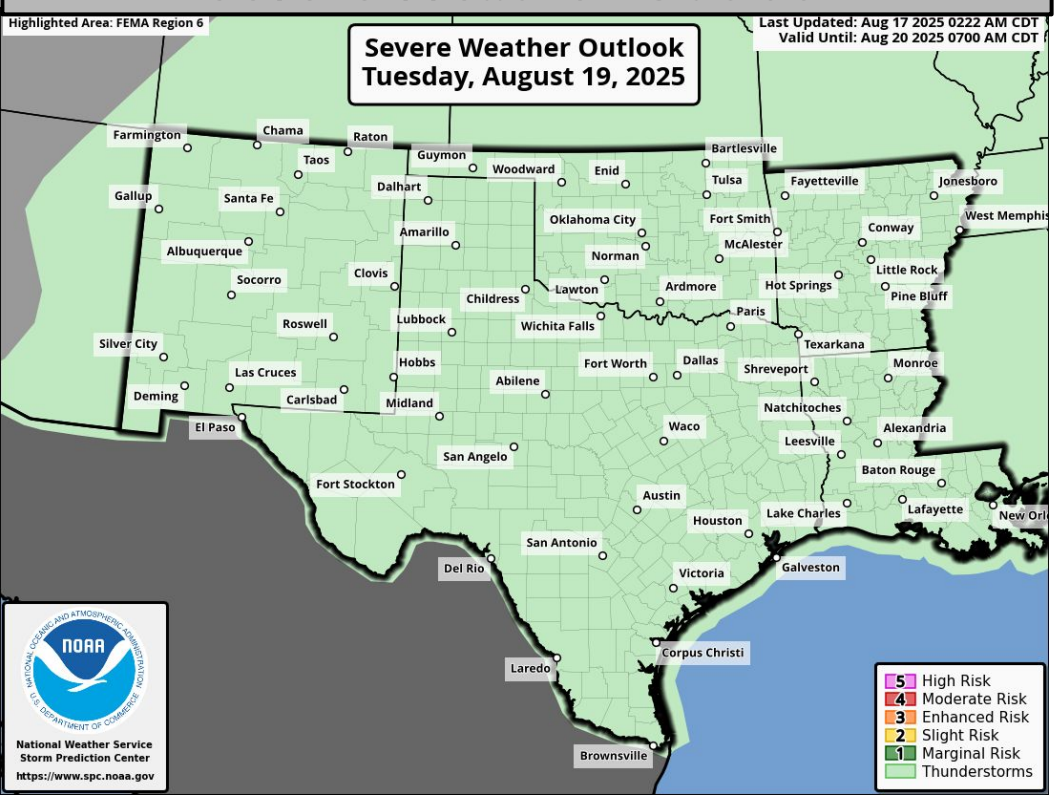 Highlighted Area: FEMA Region 6
Last Updated: Aug 17 2025 0222 AM CDT
Valid Until: Aug 20 2025 0700 AM CDT
Severe Weather Outlook
Tuesday, August 19, 2025
Farmington
Chama
Raton
Taos
Guymon
Woodward
Enid
Bartlesville
Tulsa
Fayetteville
Jonesboro
Gallup
Santa Fe
Dalhart
Oklahoma City
Fort Smith
West Memphis
Albuquerque
Amarillo
Norman
McAlester
Conway
Socorro
Clovis
Childress
Lawton
Ardmore
Hot Springs
Little Rock
Pine Bluff
Roswell
Lubbock
Wichita Falls
Paris
Texarkana
Silver City
Las Cruces
Hobbs
Fort Worth
Dallas
Shreveport
Monroe
Deming
Carlsbad
Midland
Abilene
Natchitoches
El Paso
Waco
Leesville
Alexandria
San Angelo
Fort Stockton
Baton Rouge
Austin
Houston
Lake Charles
Lafayette
New Orl
San Antonio
Del Rio
Victoria
Galveston
Laredo
Corpus Christi
Brownsville
NATIONAL OCEANIC AND ATMOSPHERIC ADMINISTRATION
NOAA
U.S. DEPARTMENT OF COMMERCE
National Weather Service
Storm Prediction Center
https://www.spc.noaa.gov
5 High Risk
4 Moderate Risk
3 Enhanced Risk
2 Slight Risk
1 Marginal Risk
Thunderstorms